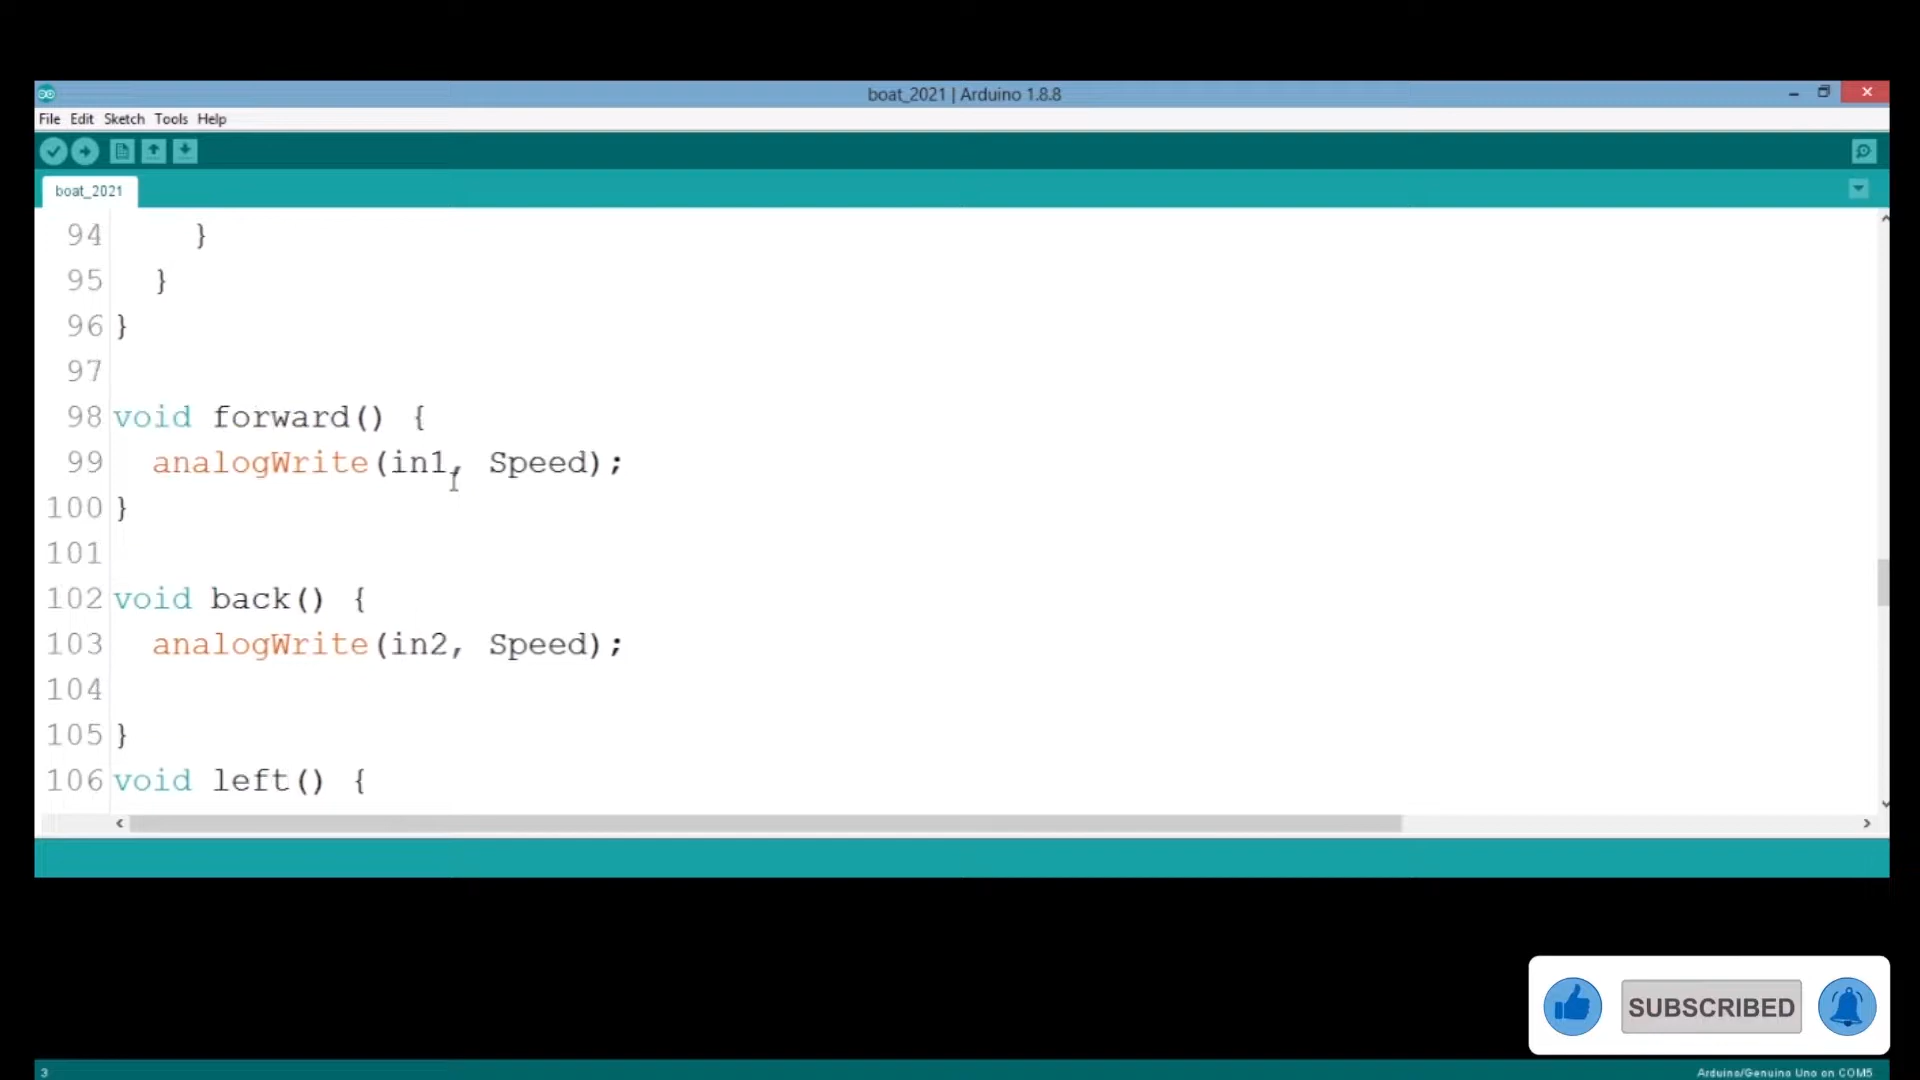 boat_2021 | Arduino 1.8.8
File Edit Sketch Tools Help
boat_2021
94 }
95 }
96 }
97
98 void forward() {
99 analogWrite(in1, Speed);
100 }
101
102 void back() {
103 analogWrite(in2, Speed);
104
105 }
106 void left() {
SUBSCRIBED
3
Arduino/Genuino Uno on COM5